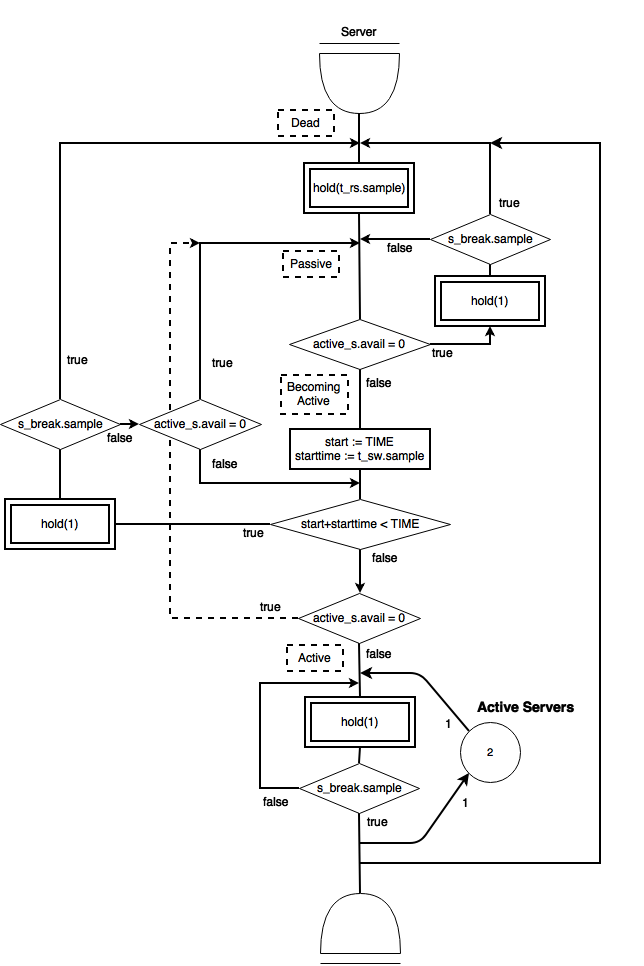 Server
Dead
hold(t_rs.sample)
true
s_break.sample
false
Passive
hold(1)
active_s.avail = 0
true
true
true
false
Becoming
Active
s_break.sample
false
active_s.avail = 0
start := TIME
starttime := t_sw.sample
false
hold(1)
true
start+starttime < TIME
false
true
active_s.avail = 0
false
Active
Active Servers
hold(1)
1
2
s_break.sample
false
1
true